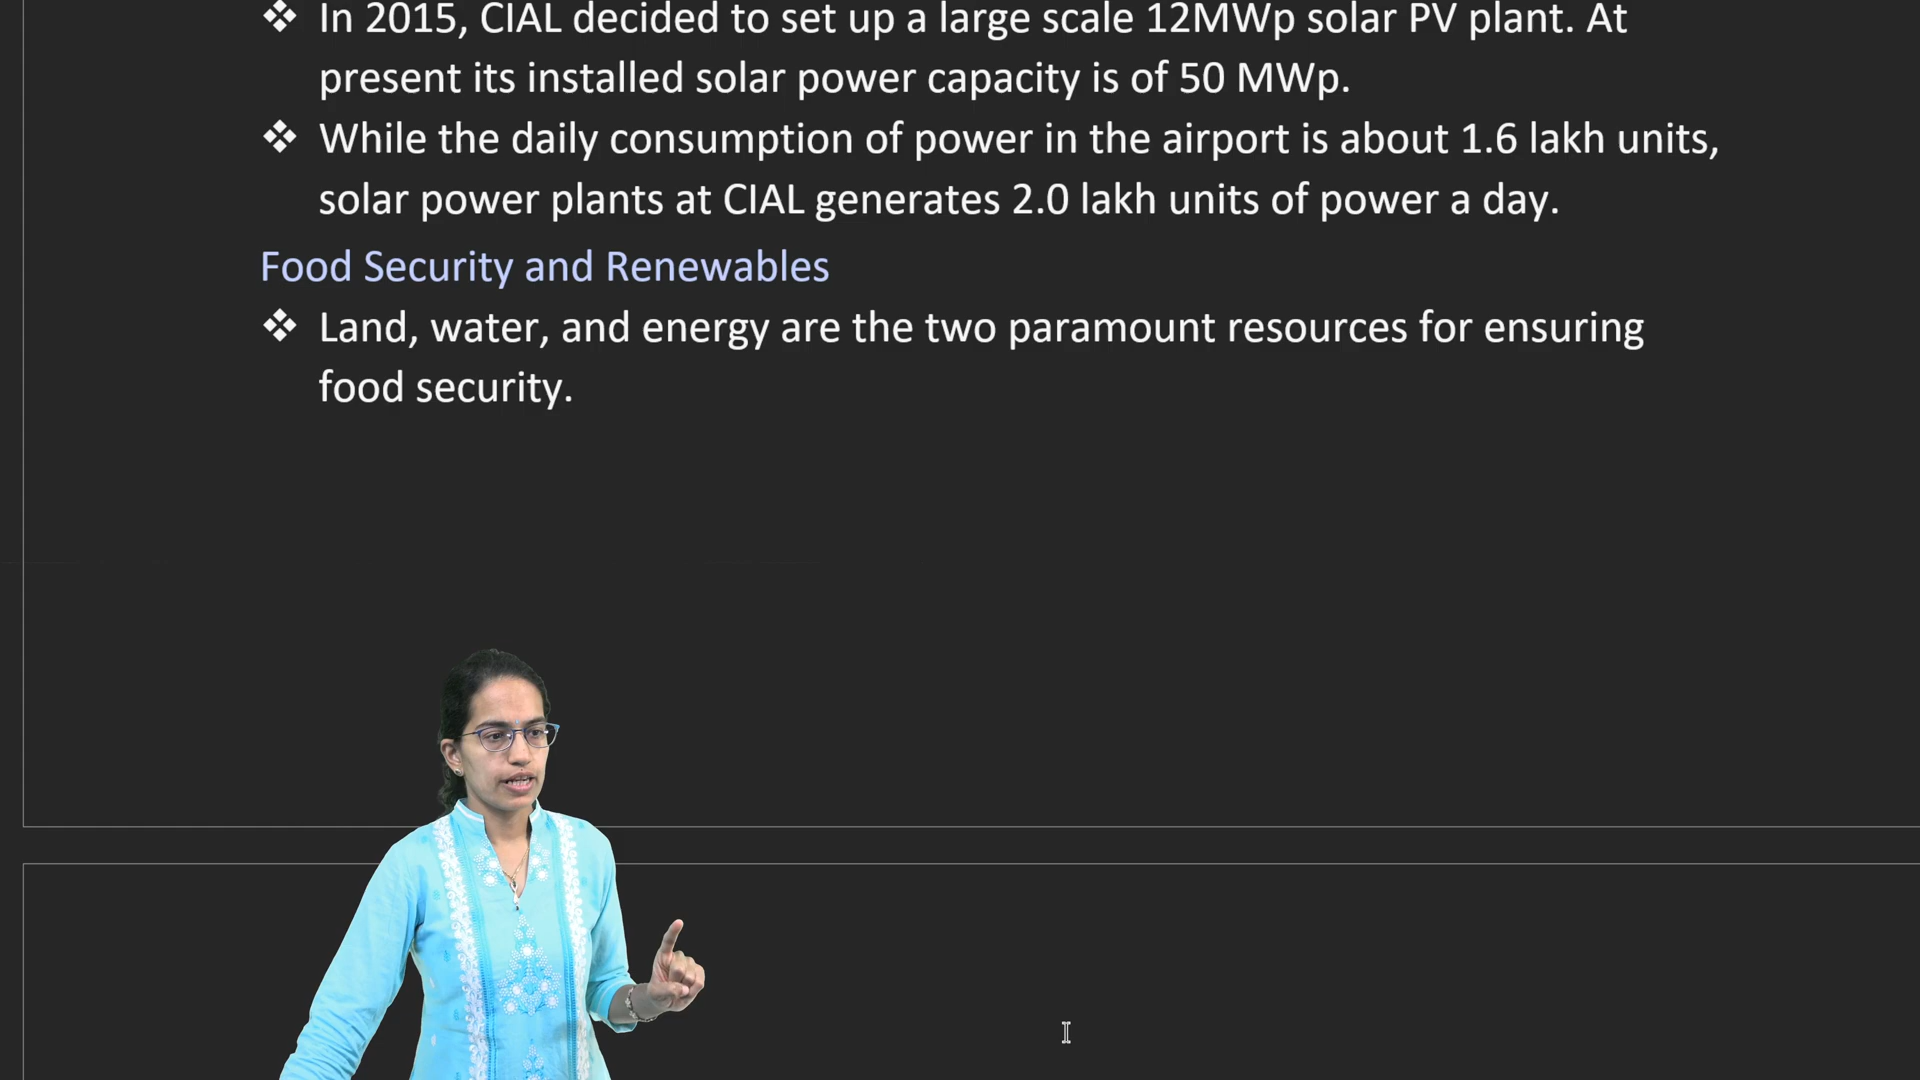 ❖ In 2015, CIAL decided to set up a large scale 12MWp solar PV plant. At
present its installed solar power capacity is of 50 MWp.
❖ While the daily consumption of power in the airport is about 1.6 lakh units,
solar power plants at CIAL generates 2.0 lakh units of power a day.
Food Security and Renewables
❖ Land, water, and energy are the two paramount resources for ensuring
food security.